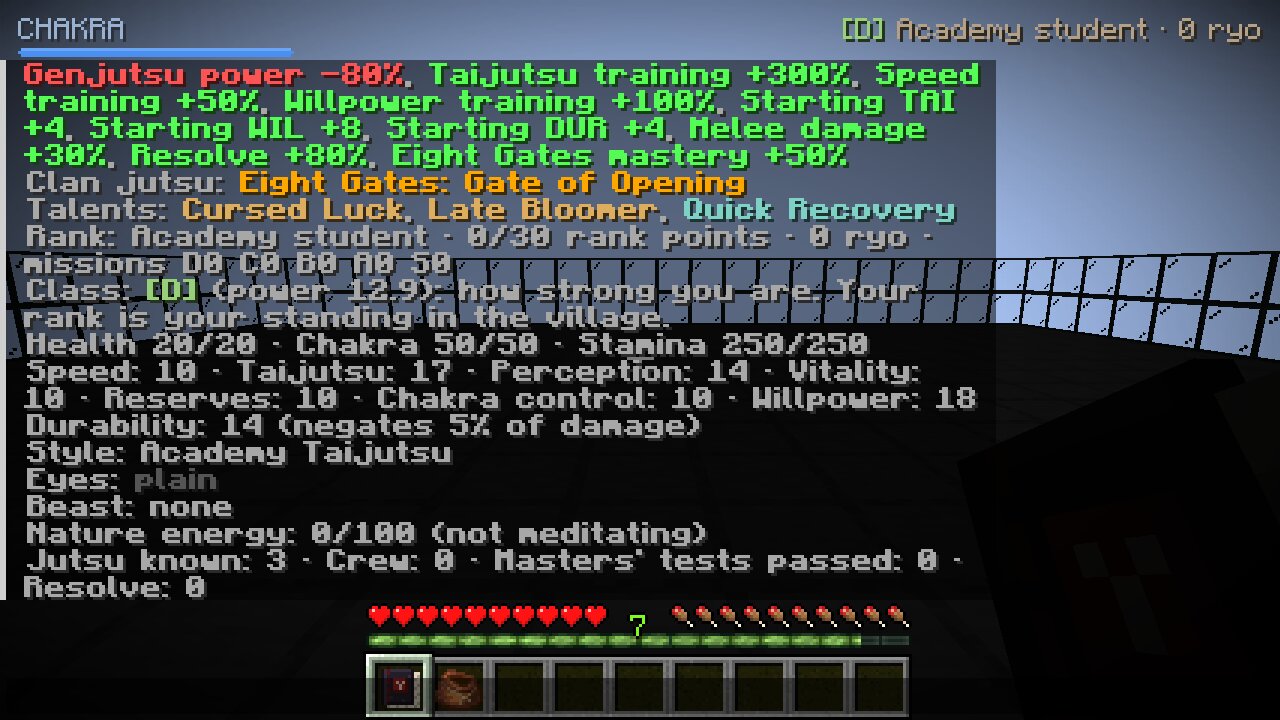 CHAKRA
[D] Academy student · 0 ryo
Genjutsu power -80%, Taijutsu training +300%, Speed
training +50%, Willpower training +100%, Starting TAI
+4, Starting WIL +8, Starting DUR +4, Melee damage
+30%, Resolve +80%, Eight Gates mastery +50%
Clan jutsu: Eight Gates: Gate of Opening
Talents: Cursed Luck, Late Bloomer, Quick Recovery
Rank: Academy student · 0/30 rank points · 0 ryo ·
missions D0 C0 B0 A0 S0
Class: [D] (power 12.9): how strong you are. Your
rank is your standing in the village.
Health 20/20 · Chakra 50/50 · Stamina 250/250
Speed: 10 · Taijutsu: 17 · Perception: 14 · Vitality:
10 · Reserves: 10 · Chakra control: 10 · Willpower: 18
Durability: 14 (negates 5% of damage)
Style: Academy Taijutsu
Eyes: plain
Beast: none
Nature energy: 0/100 (not meditating)
Jutsu known: 3 · Crew: 0 · Masters' tests passed: 0 ·
Resolve: 0
7